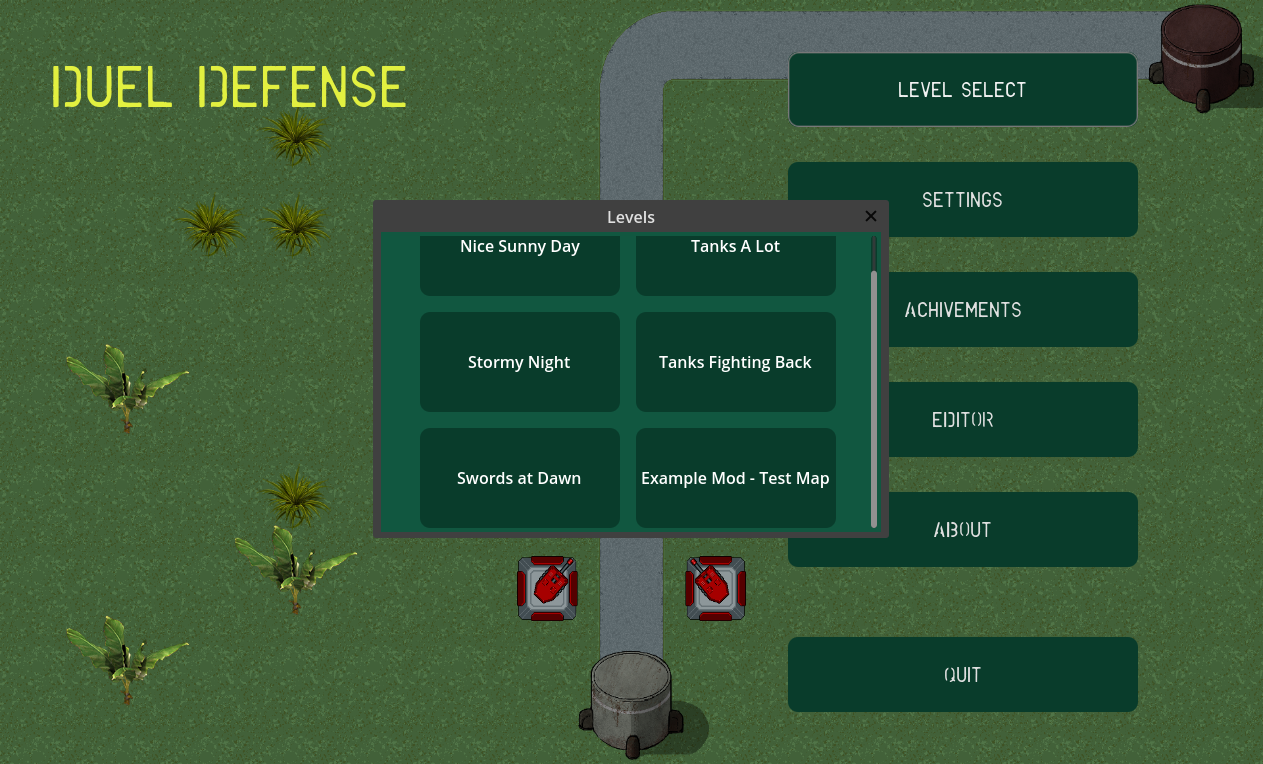 DUEL DEFENSE
LEVEL SELECT
SETTINGS
ACHIVEMENTS
EDITOR
ABOUT
QUIT
Levels
Nice Sunny Day
Tanks A Lot
Stormy Night
Tanks Fighting Back
Swords at Dawn
Example Mod - Test Map